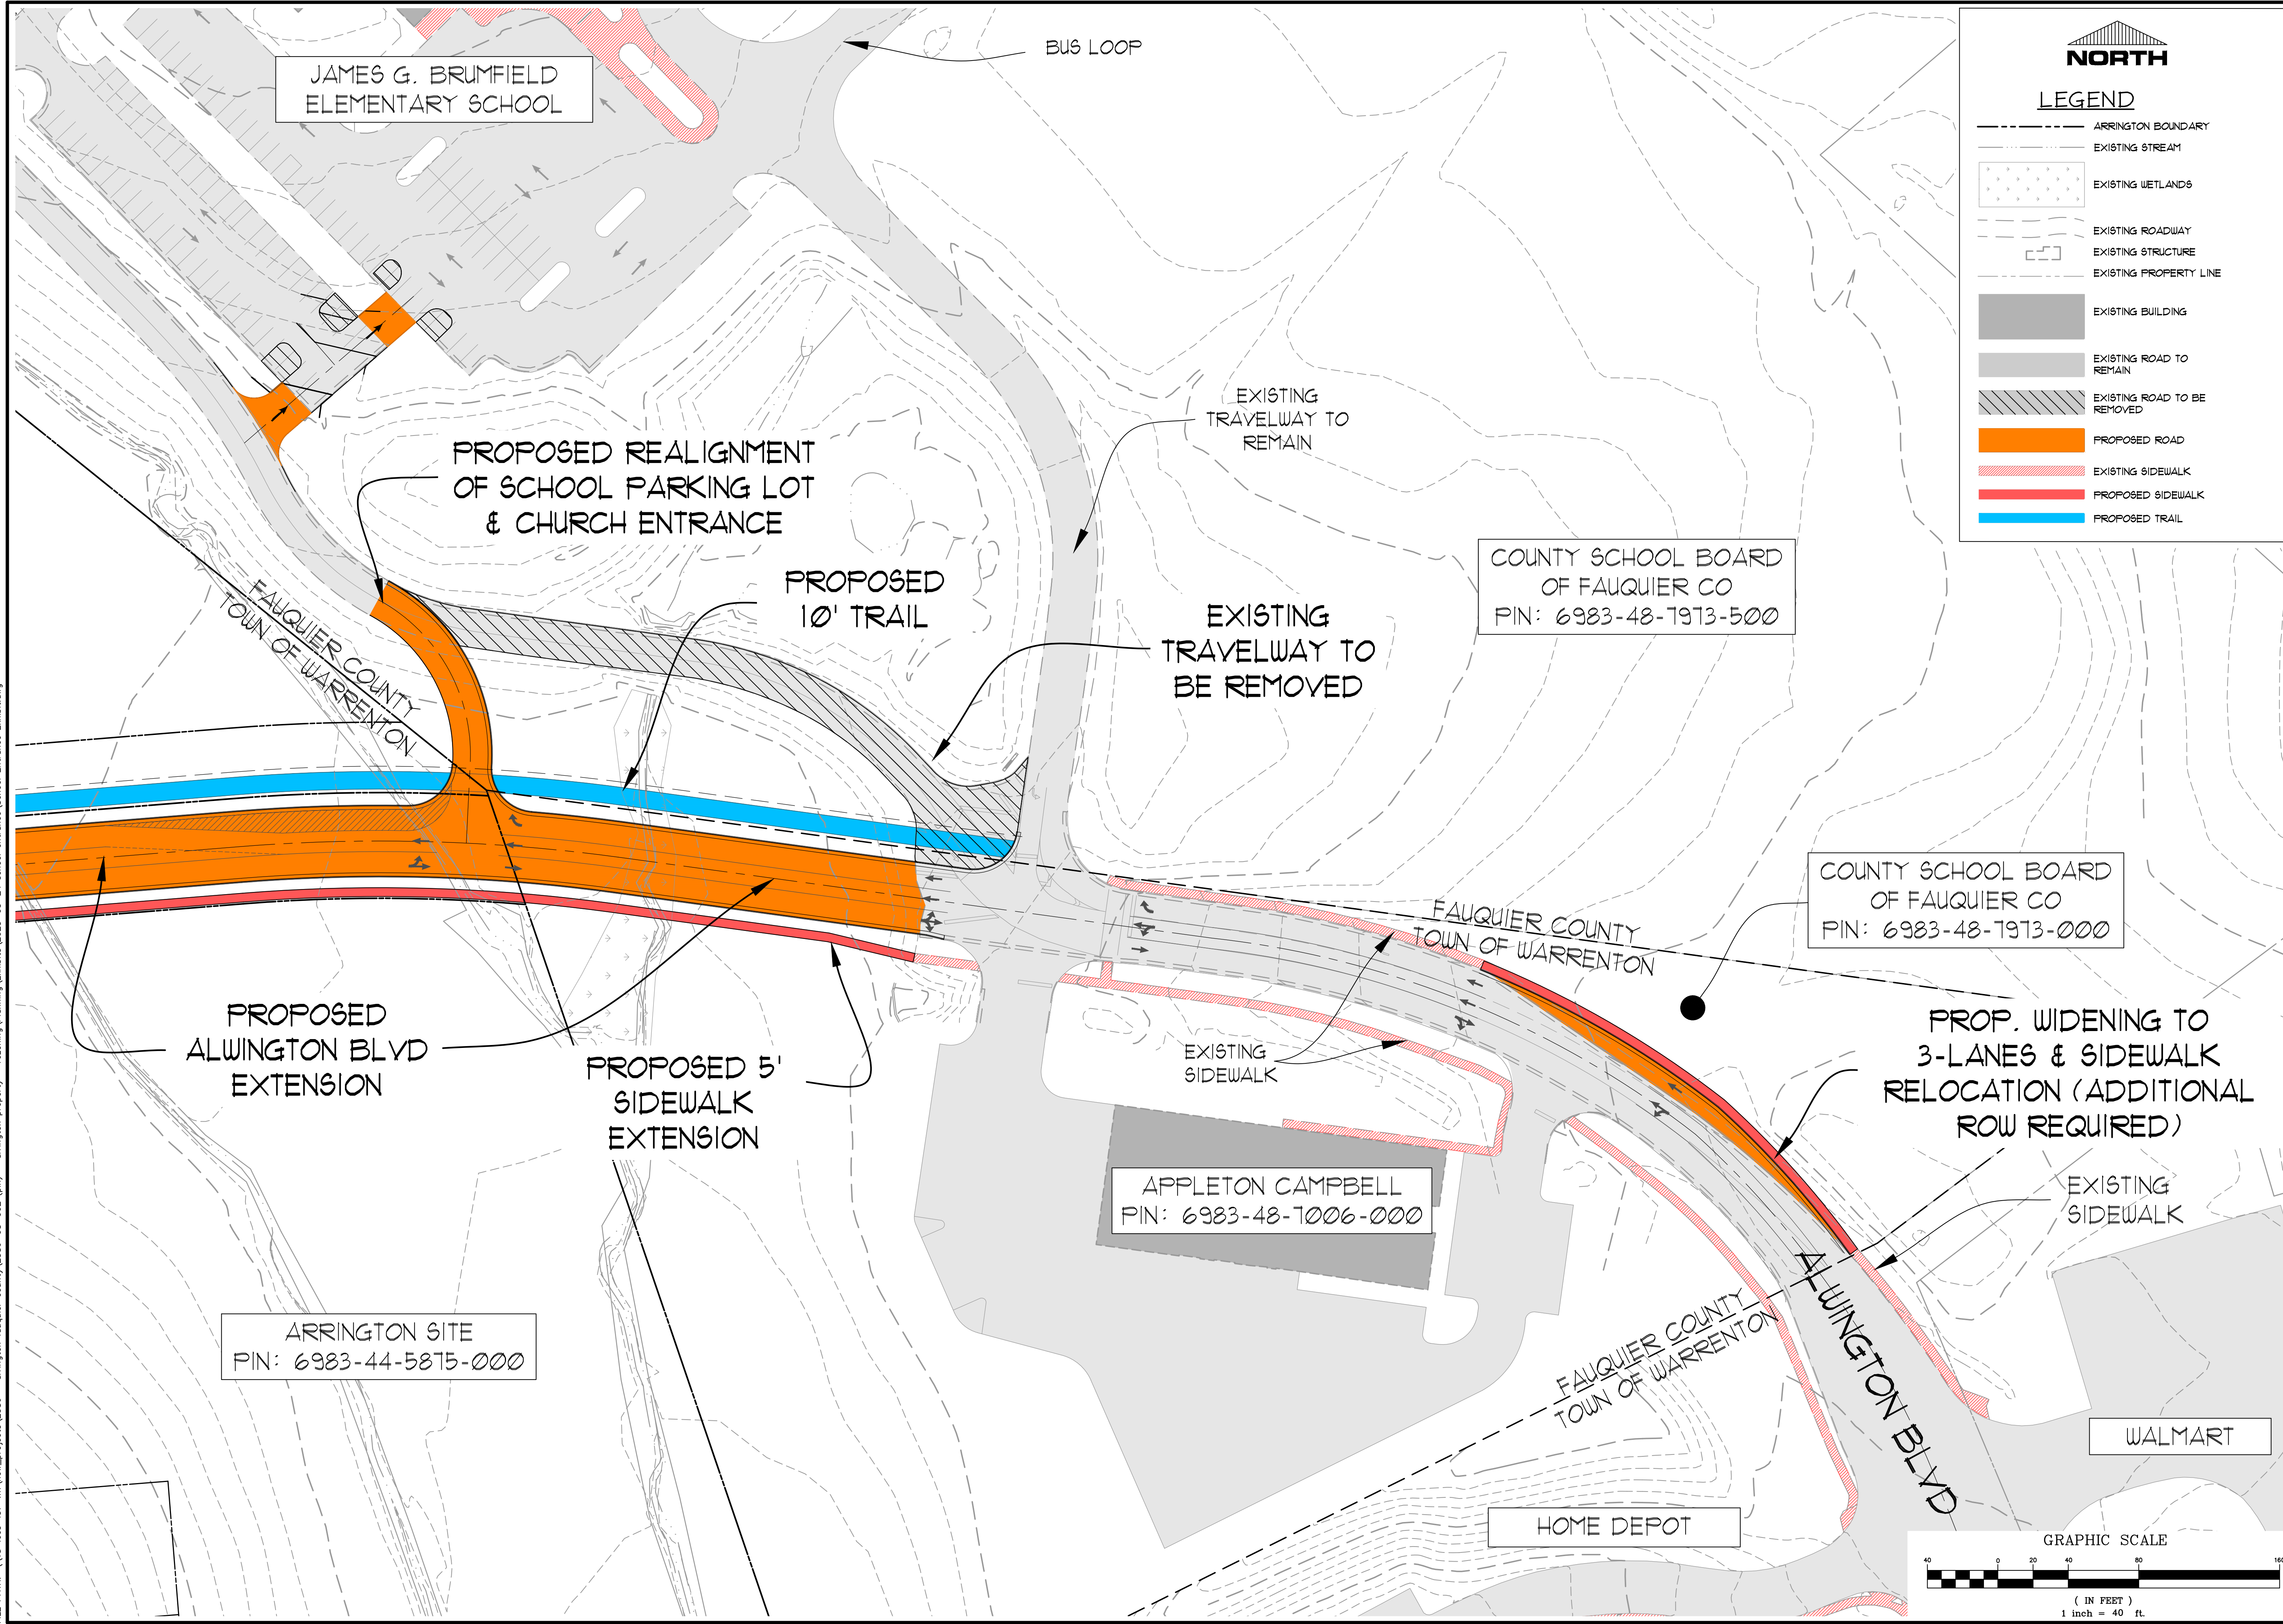 JAMES G. BRUMFIELD
ELEMENTARY SCHOOL
BUS LOOP
NORTH
LEGEND
ARRINGTON BOUNDARY
EXISTING STREAM
EXISTING WETLANDS
EXISTING ROADWAY
EXISTING STRUCTURE
EXISTING PROPERTY LINE
EXISTING BUILDING
EXISTING ROAD TO
REMAIN
EXISTING ROAD TO BE
REMOVED
PROPOSED ROAD
EXISTING SIDEWALK
PROPOSED SIDEWALK
PROPOSED TRAIL
EXISTING
TRAVELWAY TO
REMAIN
PROPOSED REALIGNMENT
OF SCHOOL PARKING LOT
& CHURCH ENTRANCE
PROPOSED
10' TRAIL
EXISTING
TRAVELWAY TO
BE REMOVED
COUNTY SCHOOL BOARD
OF FAUQUIER CO
PIN: 6983-48-7973-500
FAUQUIER COUNTY
TOWN OF WARRENTON
COUNTY SCHOOL BOARD
OF FAUQUIER CO
PIN: 6983-48-7973-000
FAUQUIER COUNTY
TOWN OF WARRENTON
PROPOSED
ALWINGTON BLVD
EXTENSION
PROPOSED 5'
SIDEWALK
EXTENSION
EXISTING
SIDEWALK
PROP. WIDENING TO
3-LANES & SIDEWALK
RELOCATION (ADDITIONAL
ROW REQUIRED)
EXISTING
SIDEWALK
APPLETON CAMPBELL
PIN: 6983-48-7006-000
ARRINGTON SITE
PIN: 6983-44-5875-000
FAUQUIER COUNTY
TOWN OF WARRENTON
ALWINGTON BLVD
WALMART
HOME DEPOT
GRAPHIC SCALE
40 0 20 40 80 160
( IN FEET )
1 inch = 40 ft.